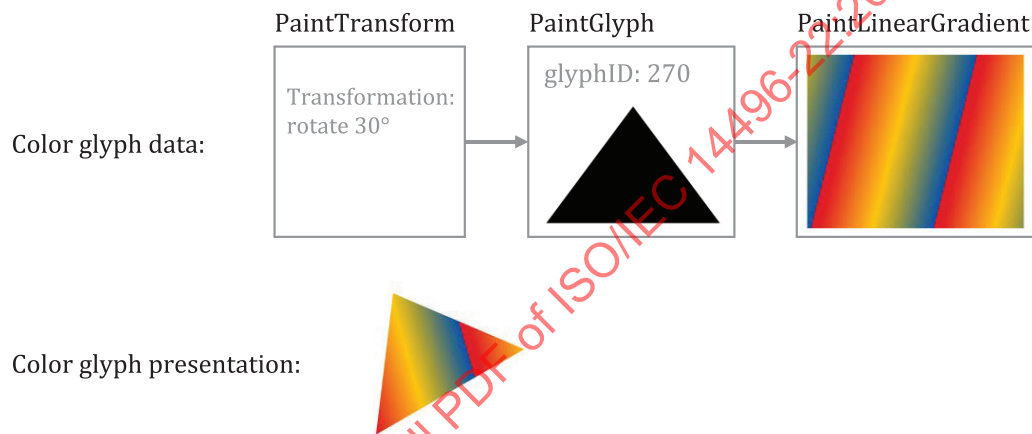 PaintTransform PaintGlyph PaintLinearGradient
glyphID: 270
Transformation:
rotate 30°
Color glyph data:
Color glyph presentation:
PDF of ISO/IEC 14496-22:20